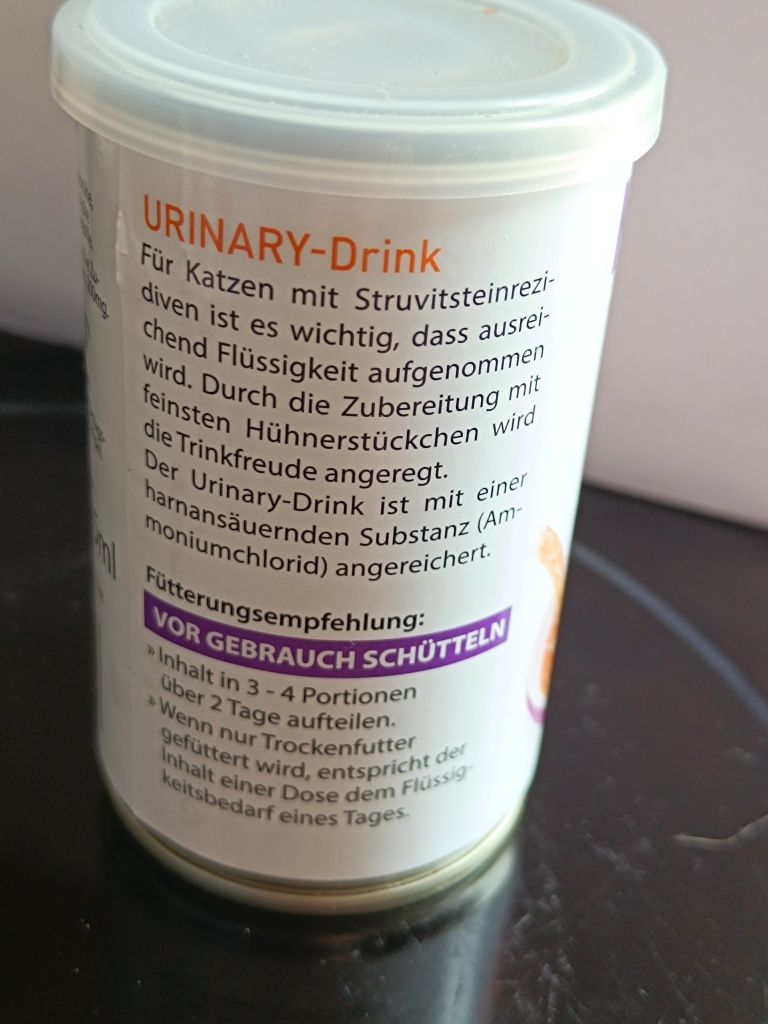 URINARY-Drink
Für Katzen mit Struvitsteinrezi-
diven ist es wichtig, dass ausrei-
chend Flüssigkeit aufgenommen
wird. Durch die Zubereitung mit
feinsten Hühnerstückchen wird
die Trinkfreude angeregt.
Der Urinary-Drink ist mit einer
harnansäuernden Substanz (Am-
moniumchlorid) angereichert.
Fütterungsempfehlung:
VOR GEBRAUCH SCHÜTTELN
» Inhalt in 3 - 4 Portionen
über 2 Tage aufteilen.
» Wenn nur Trockenfutter
gefüttert wird, entspricht der
Inhalt einer Dose dem Flüssig-
keitsbedarf eines Tages.